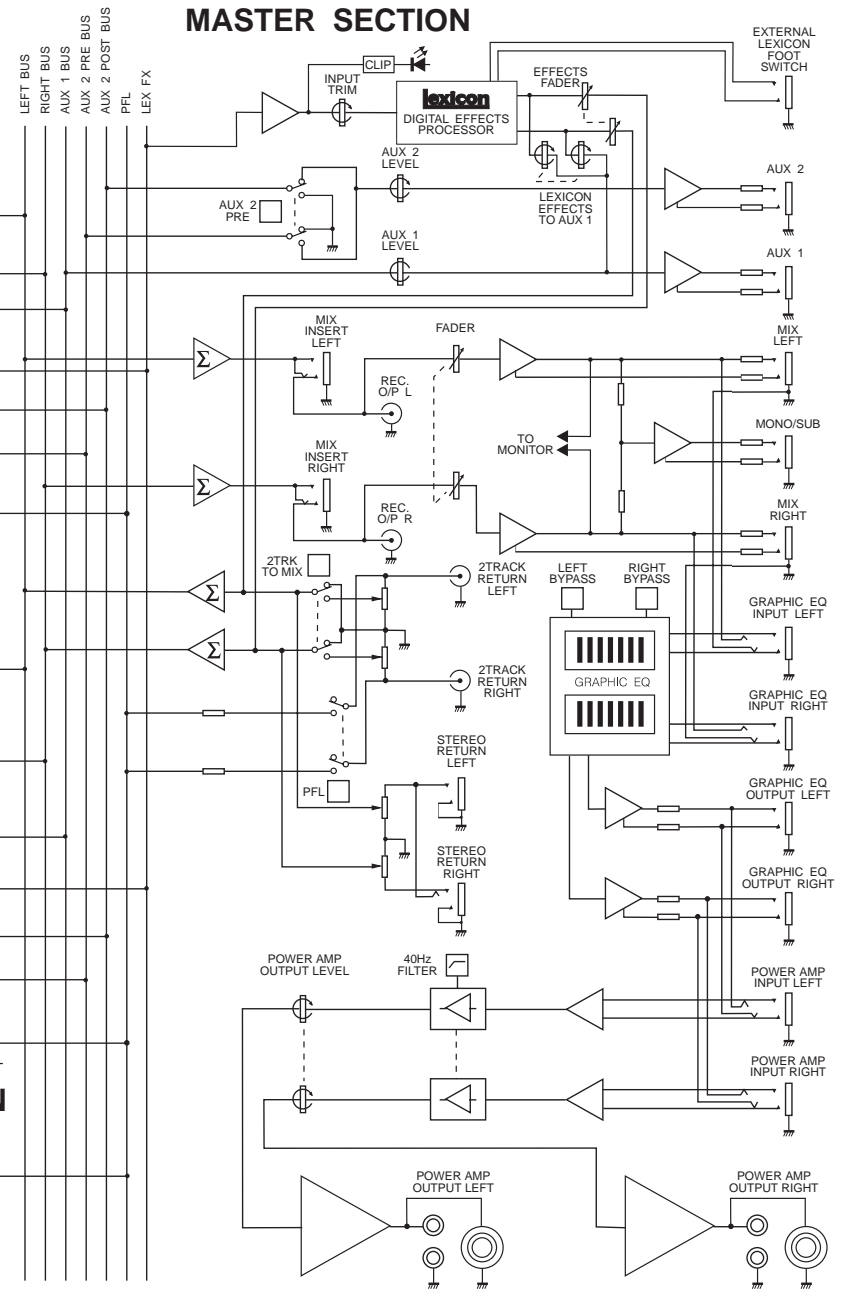 MASTER SECTION
LEFT BUS
RIGHT BUS
AUX 1 BUS
AUX 2 PRE BUS
AUX 2 POST BUS
PFL
LEX FX
CLIP
INPUT
TRIM
lexicon
DIGITAL EFFECTS
PROCESSOR
EFFECTS
FADER
EXTERNAL
LEXICON
FOOT
SWITCH
AUX 2
LEVEL
AUX 2
PRE
LEXICON
EFFECTS
TO AUX 1
AUX 2
AUX 1
LEVEL
AUX 1
MIX
INSERT
LEFT
FADER
MIX
LEFT
REC.
O/P L
TO
MONITOR
MONO/SUB
MIX
INSERT
RIGHT
REC.
O/P R
MIX
RIGHT
2TRK
TO MIX
2TRACK
RETURN
LEFT
LEFT
BYPASS
RIGHT
BYPASS
GRAPHIC EQ
INPUT LEFT
GRAPHIC EQ
2TRACK
RETURN
RIGHT
GRAPHIC EQ
INPUT RIGHT
STEREO
RETURN
LEFT
PFL
GRAPHIC EQ
OUTPUT LEFT
STEREO
RETURN
RIGHT
GRAPHIC EQ
OUTPUT RIGHT
POWER AMP
OUTPUT LEVEL
40Hz
FILTER
POWER AMP
INPUT LEFT
POWER AMP
INPUT RIGHT
N
POWER AMP
OUTPUT LEFT
POWER AMP
OUTPUT RIGHT